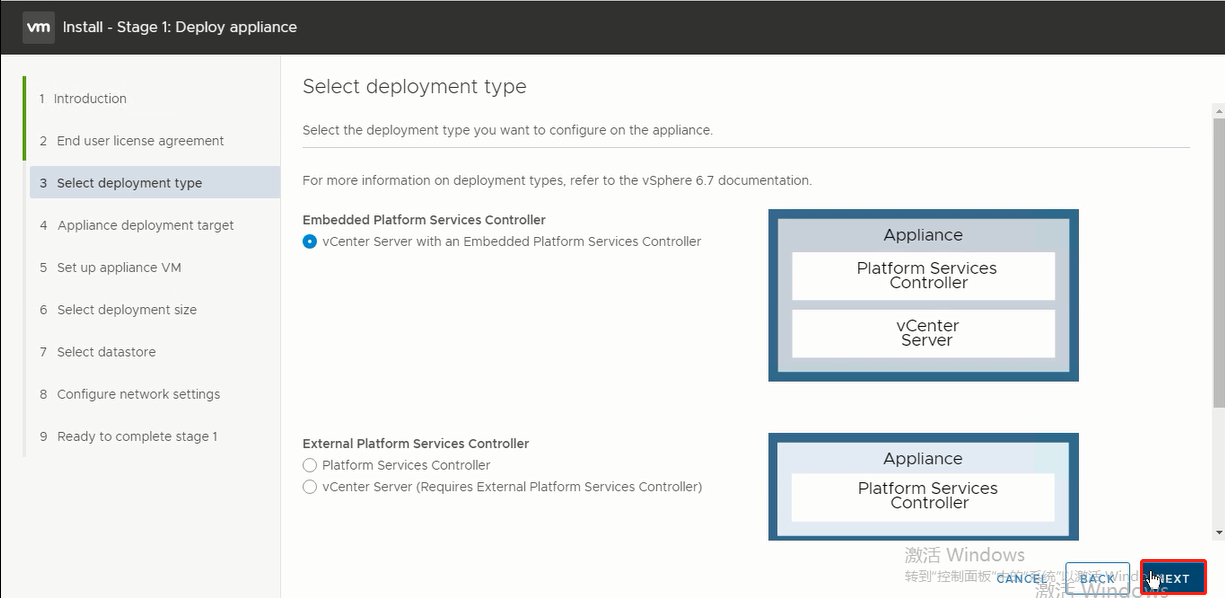 vm Install - Stage 1: Deploy appliance
1 Introduction
2 End user license agreement
3 Select deployment type
4 Appliance deployment target
5 Set up appliance VM
6 Select deployment size
7 Select datastore
8 Configure network settings
9 Ready to complete stage 1
Select deployment type
Select the deployment type you want to configure on the appliance.
For more information on deployment types, refer to the vSphere 6.7 documentation.
Embedded Platform Services Controller
vCenter Server with an Embedded Platform Services Controller
Appliance
Platform Services
Controller
vCenter
Server
External Platform Services Controller
Platform Services Controller
vCenter Server (Requires External Platform Services Controller)
Appliance
Platform Services
Controller
激活 Windows
转到"控制面板"中的"系统"以激活 Windows
CANCEL
BACK
NEXT
激活 Windows